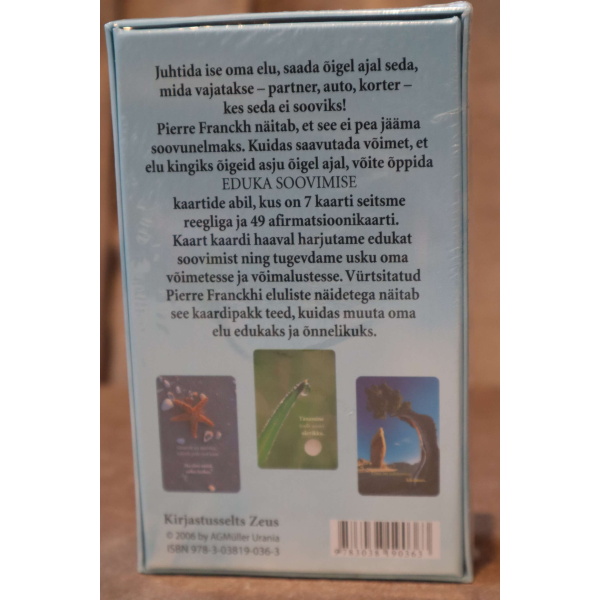 Juhtida ise oma elu, saada õigel ajal seda,
mida vajatakse – partner, auto, korter –
kes seda ei sooviks!
Pierre Franckh näitab, et see ei pea jääma
soovunelmaks. Kuidas saavutada võimet, et
elu kingiks õigeid asju õigel ajal, võite õppida
EDUKA SOOVIMISE
kaartide abil, kus on 7 kaarti seitsme
reegliga ja 49 afirmatsioonikaarti.
Kaart kaardi haaval harjutame edukat
soovimist ning tugevdame usku oma
võimetesse ja võimalustesse. Vürtsitatud
Pierre Franckhi eluliste näidetega näitab
see kaardipakk teed, kuidas muuta oma
elu edukaks ja õnnelikuks.
Kirjastusselts Zeus
© 2006 by AGMüller Urania
ISBN 978-3-03819-036-3